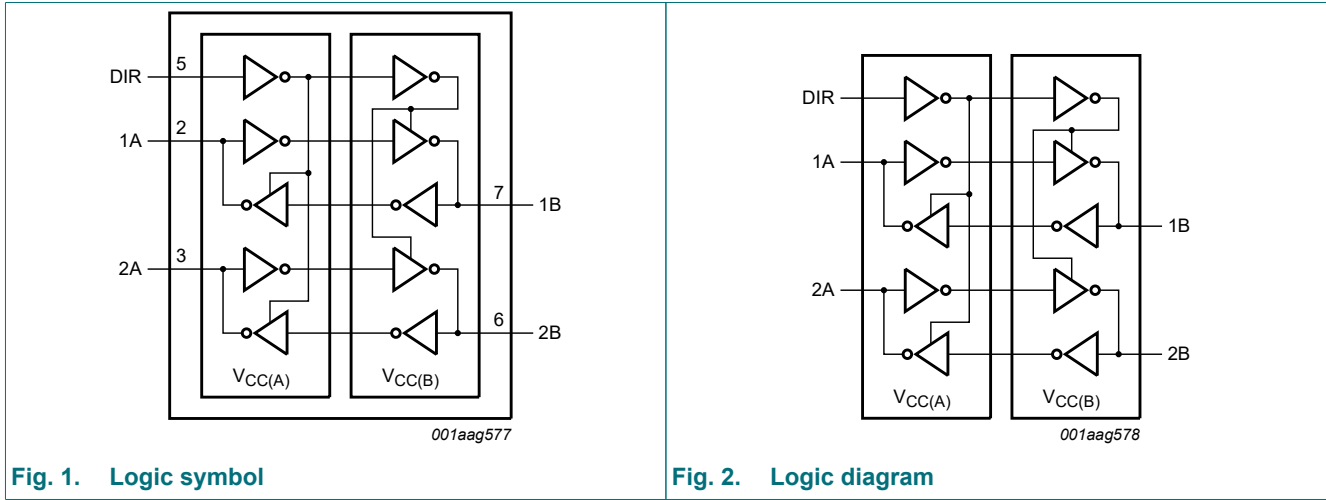 DIR
5
1A
2
7
1B
2A
3
6
2B
VCC(A)
VCC(B)
001aag577
Fig. 1. Logic symbol
DIR
1A
1B
2A
2B
VCC(A)
VCC(B)
001aag578
Fig. 2. Logic diagram